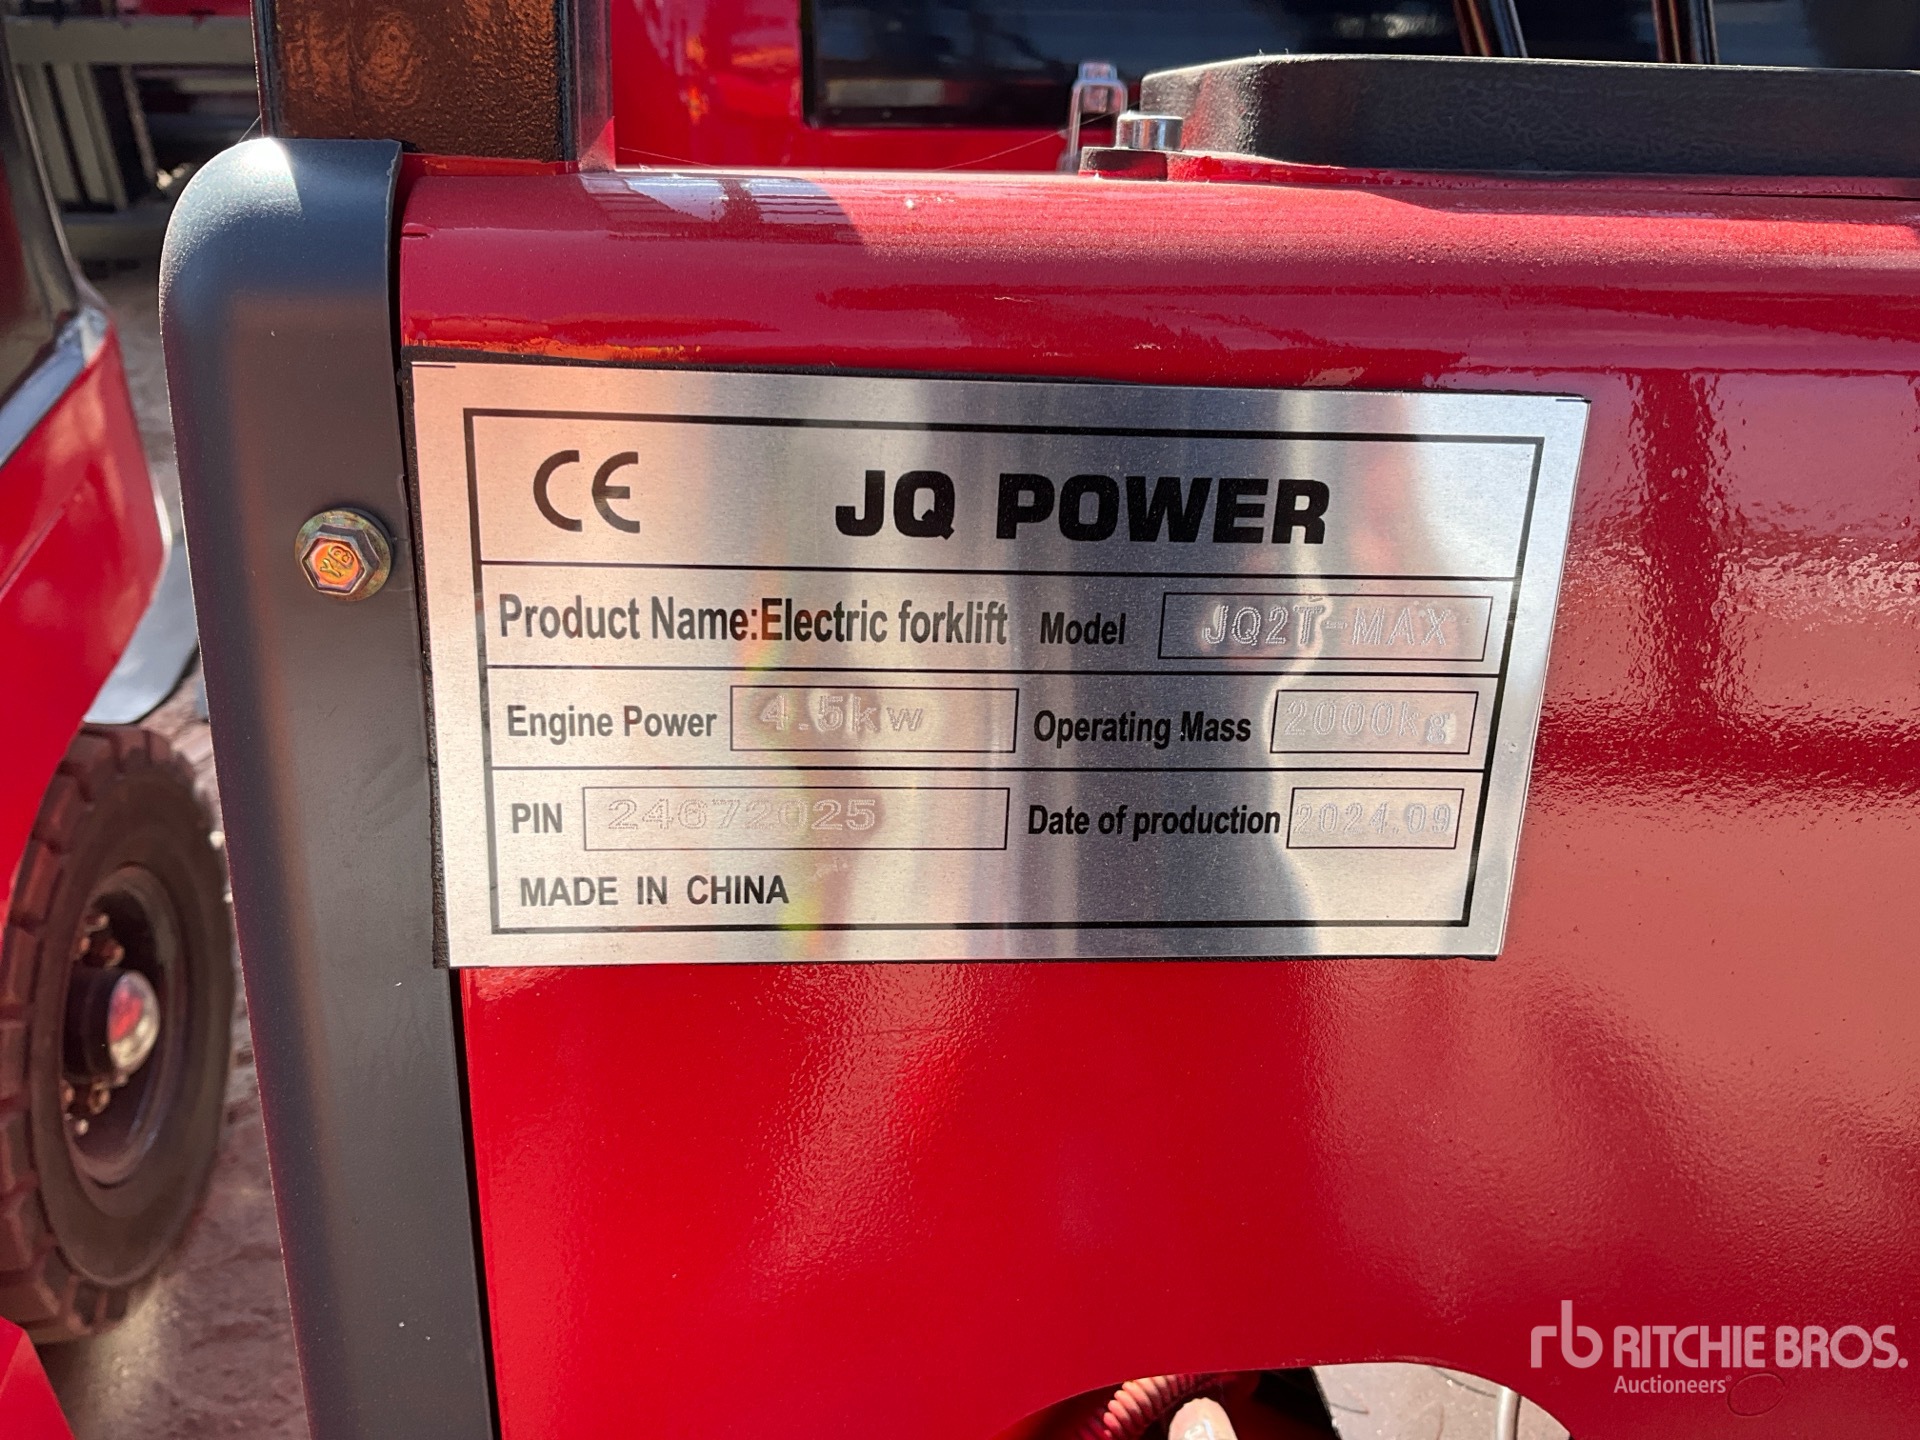 CE JQ POWER
Product Name:Electric forklift Model JQ2T-MAX
Engine Power 4.5kw Operating Mass 2000kg
PIN 24672025 Date of production 2024.09
MADE IN CHINA
rb RITCHIE BROS.
Auctioneers